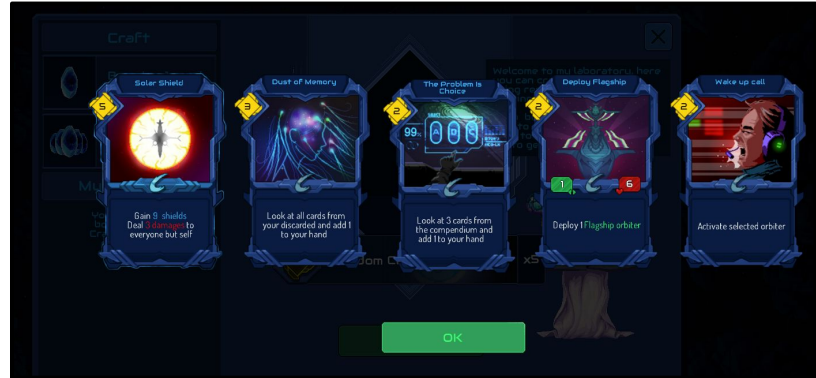 Craft
Welcome to my laboratory, here
Solar Shield
5
Gain 9 shields
Deal 3 damages to
everyone but self
Dust of Memory
3
Look at all cards from
your discarded and add 1
to your hand
The Problem Is
Choice
2
99
A D C
Look at 3 cards from
the compendium and
add 1 to your hand
Deploy Flagship
2
1
6
Deploy 1 Flagship orbiter
Wake up call
2
Activate selected orbiter
x5
OK